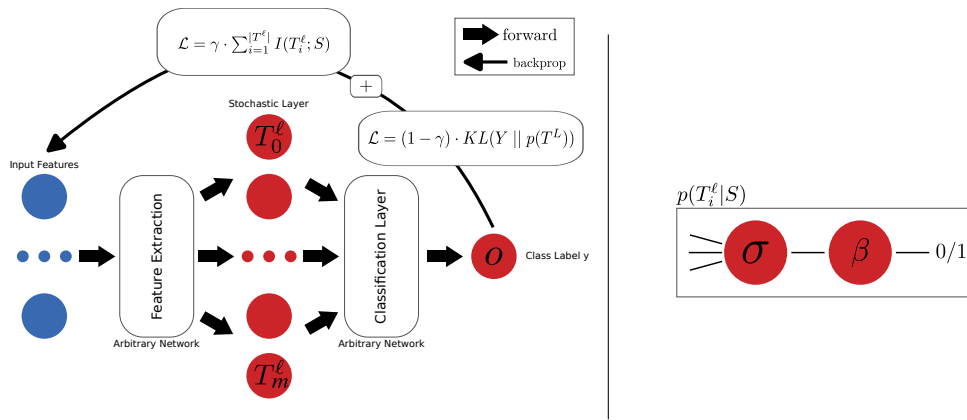 ℒ = γ · ∑_{i=1}^{|T^ℓ|} I(T_i^ℓ; S)
forward
backprop
+
Stochastic Layer
T_0^ℓ
ℒ = (1 − γ) · KL(Y || p(T^L))
Input Features
Feature Extraction
Classification Layer
o
Class Label y
Arbitrary Network
Arbitrary Network
T_m^ℓ
p(T_i^ℓ|S)
σ
β
0/1